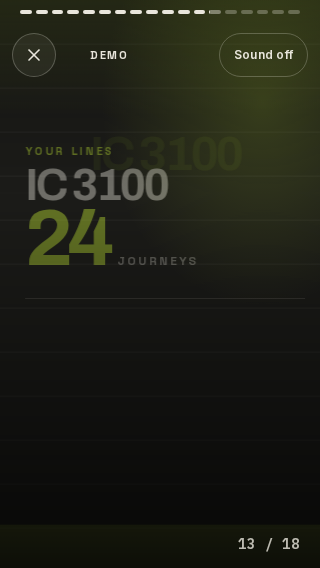 DEMO
Sound off
YOUR LINES
IC 3100
IC 3100
24 JOURNEYS
13 / 18